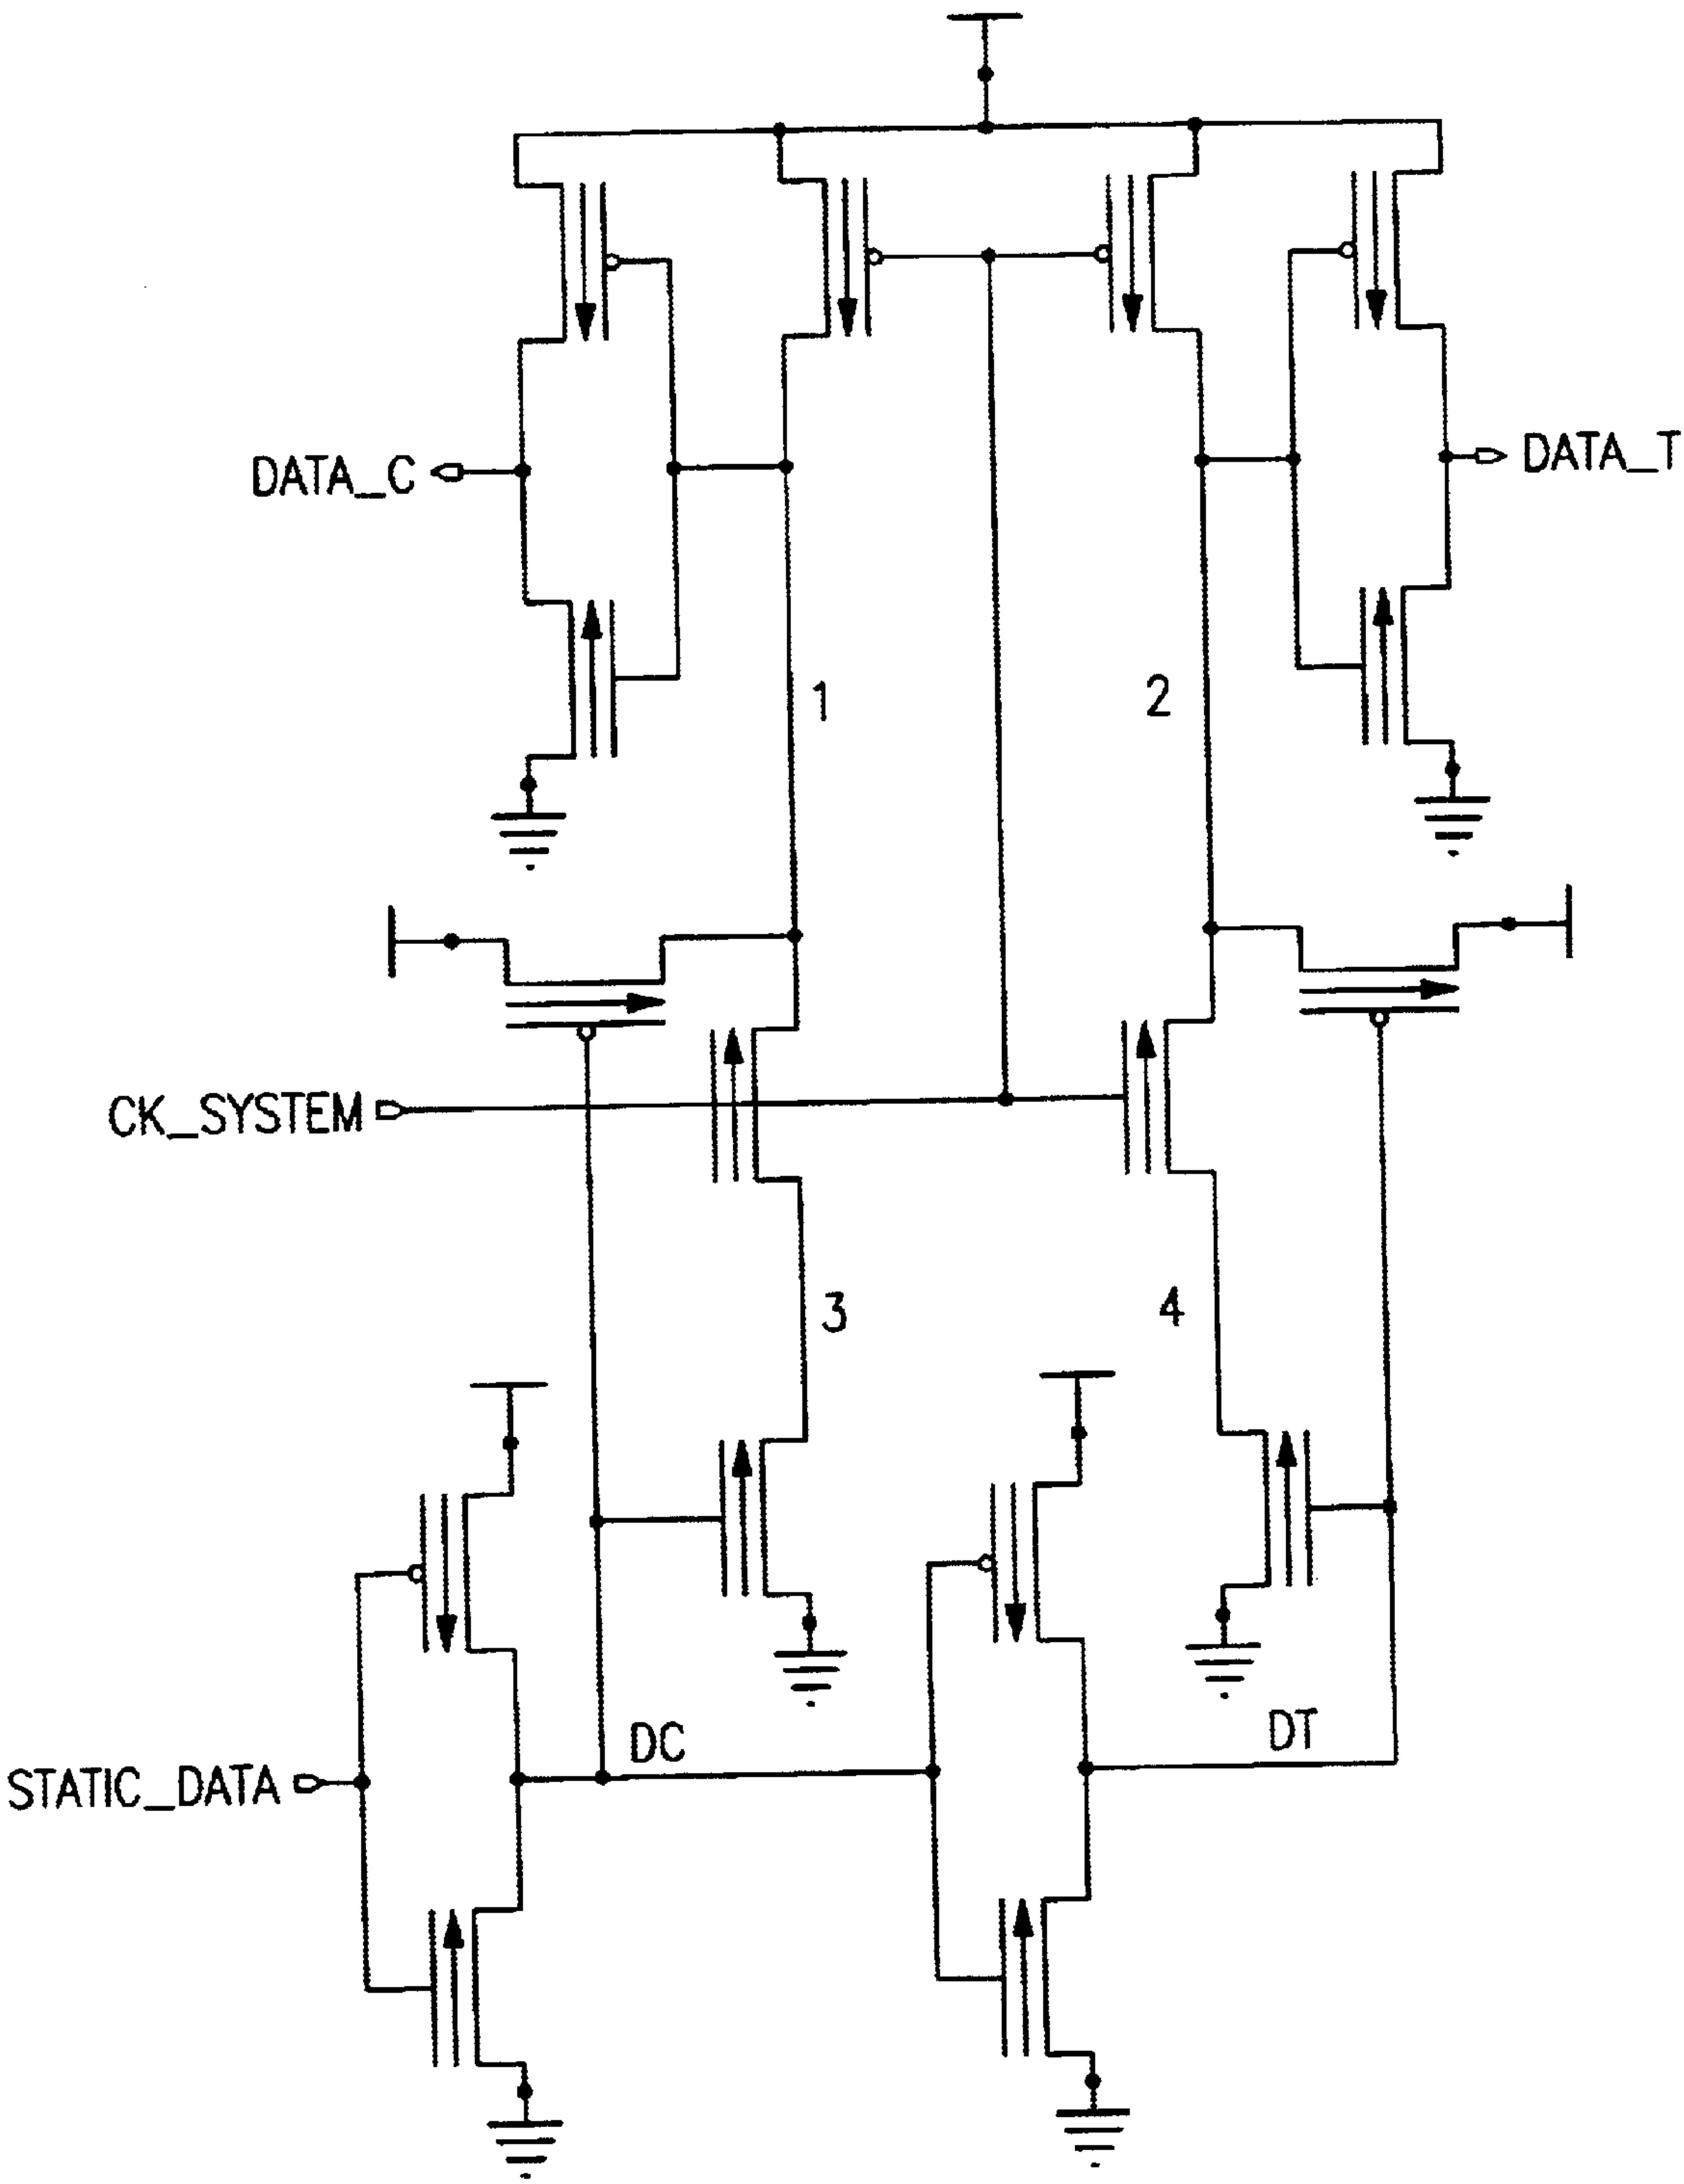 DATA_C
DATA_T
1
2
CK_SYSTEM
3
4
DC
DT
STATIC_DATA